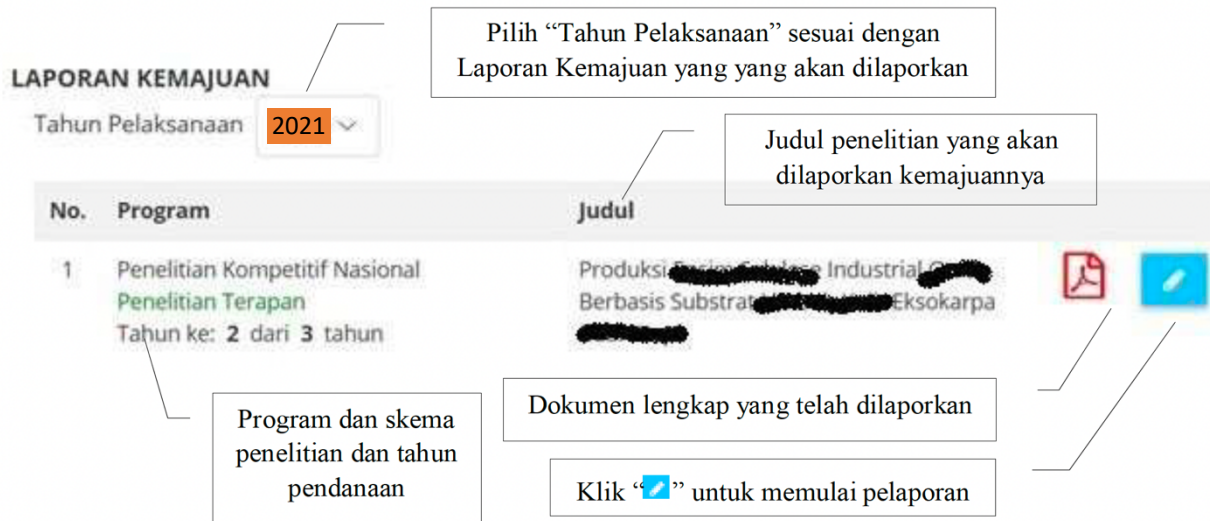 Pilih “Tahun Pelaksanaan” sesuai dengan
Laporan Kemajuan yang yang akan dilaporkan
LAPORAN KEMAJUAN
Tahun Pelaksanaan 2021
Judul penelitian yang akan
dilaporkan kemajuannya
No. Program Judul
1 Penelitian Kompetitif Nasional
Penelitian Terapan
Tahun ke: 2 dari 3 tahun
Produksi Industrial
Berbasis Substrat Eksokarpa
Dokumen lengkap yang telah dilaporkan
Program dan skema
penelitian dan tahun
pendanaan
Klik “ ” untuk memulai pelaporan